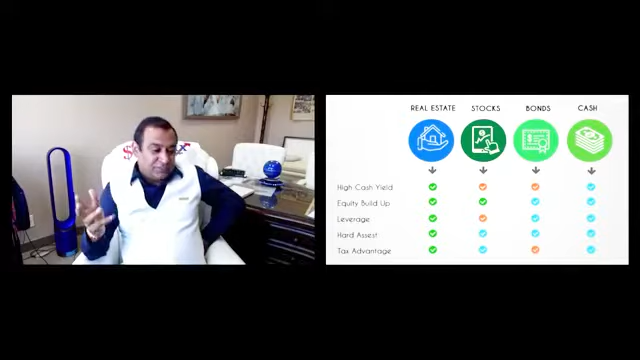 REAL ESTATE STOCKS BONDS CASH
High Cash Yield
Equity Build Up
Leverage
Hard Assest
Tax Advantage